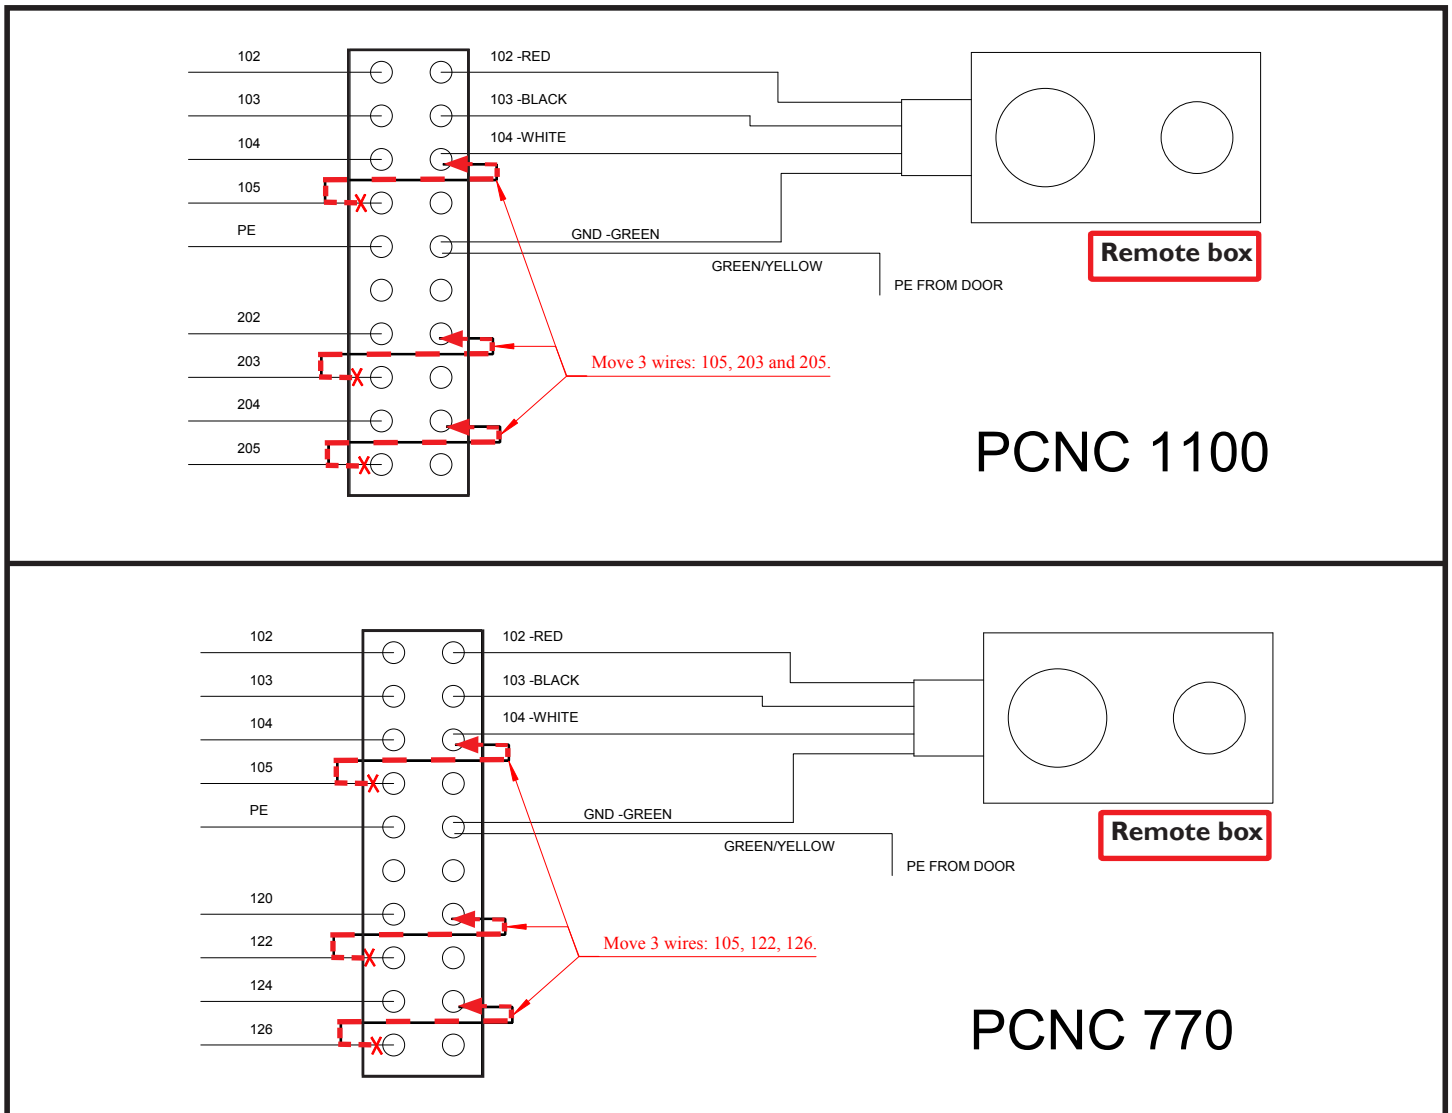 102
102 -RED
103
103 -BLACK
104
104 -WHITE
105
PE
GND -GREEN
GREEN/YELLOW
PE FROM DOOR
Remote box
202
203
Move 3 wires: 105, 203 and 205.
204
205
PCNC 1100
102
102 -RED
103
103 -BLACK
104
104 -WHITE
105
PE
GND -GREEN
GREEN/YELLOW
PE FROM DOOR
Remote box
120
122
Move 3 wires: 105, 122, 126.
124
126
PCNC 770